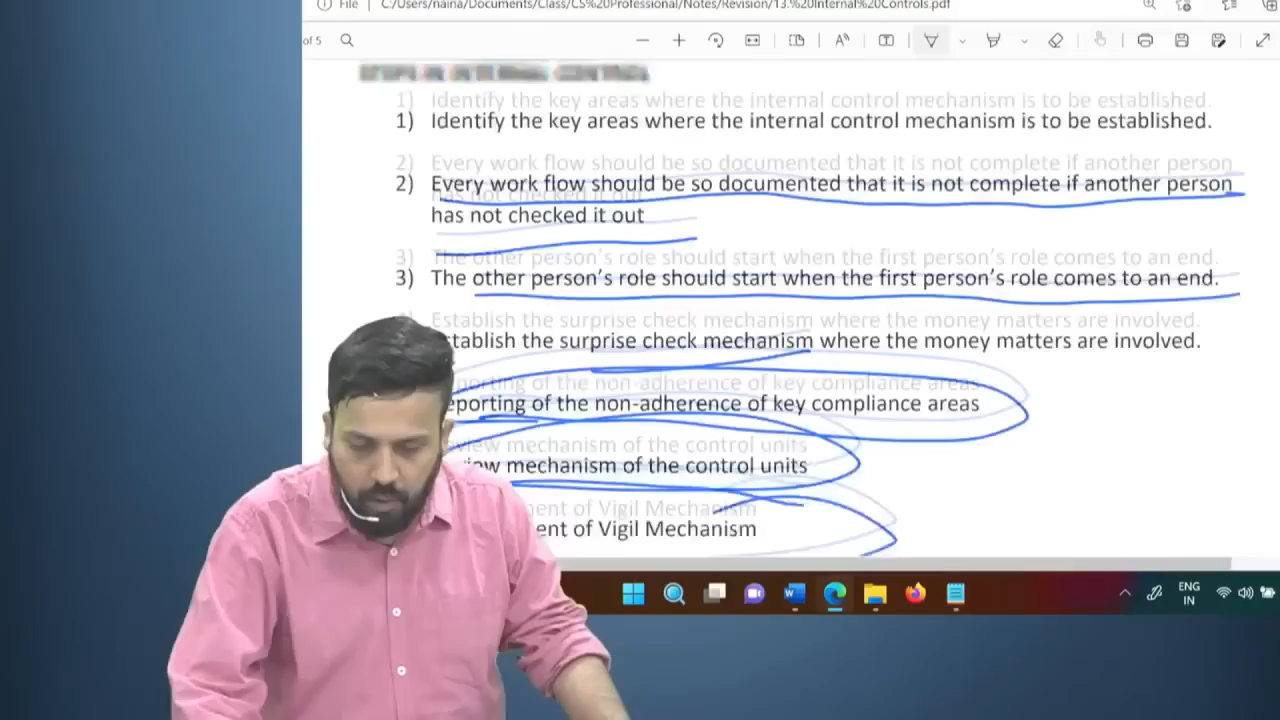 File | C:/Users/naina/Documents/Class/CS%20Professional/Notes/Revision/13.%20Internal%20Controls.pdf
of 5
STEPS IN INTERNAL CONTROL
1) Identify the key areas where the internal control mechanism is to be established.
2) Every work flow should be so documented that it is not complete if another person
has not checked it out
3) The other person's role should start when the first person's role comes to an end.
the surprise check mechanism where the money matters are involved.
of the non-adherence of key compliance areas
mechanism of the control units
of Vigil Mechanism
ENG
IN